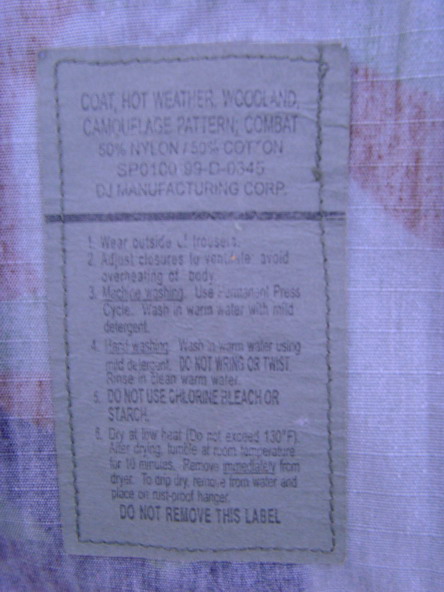 COAT, HOT WEATHER, WOODLAND,
CAMOUFLAGE PATTERN, COMBAT
50% NYLON / 50% COTTON
SP0100-99-D-0345
DJ MANUFACTURING CORP.
1. Wear outside of trousers.
2. Adjust closures to ventilate: avoid
overheating of body
3. Machine washing. Use Permanent Press
Cycle. Wash in warm water with mild
detergent.
4. Hand washing. Wash in warm water using
mild detergent. DO NOT WRING OR TWIST.
Rinse in clean warm water.
5. DO NOT USE CHLORINE BLEACH OR
STARCH.
6. Dry at low heat (Do not exceed 130°F).
After drying, tumble at room temperature
for 10 minutes. Remove immediately from
dryer. To drip dry, remove from water and
place on rust-proof hanger.
DO NOT REMOVE THIS LABEL